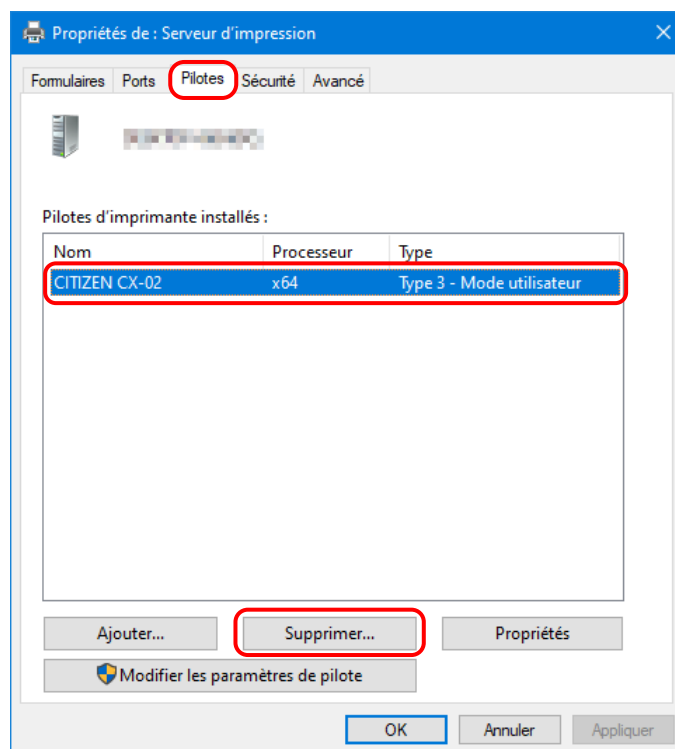 Propriétés de : Serveur d'impression
Formulaires Ports Pilotes Sécurité Avancé
Pilotes d'imprimante installés :
Nom Processeur Type
CITIZEN CX-02 x64 Type 3 - Mode utilisateur
Ajouter... Supprimer... Propriétés
Modifier les paramètres de pilote
OK Annuler Appliquer